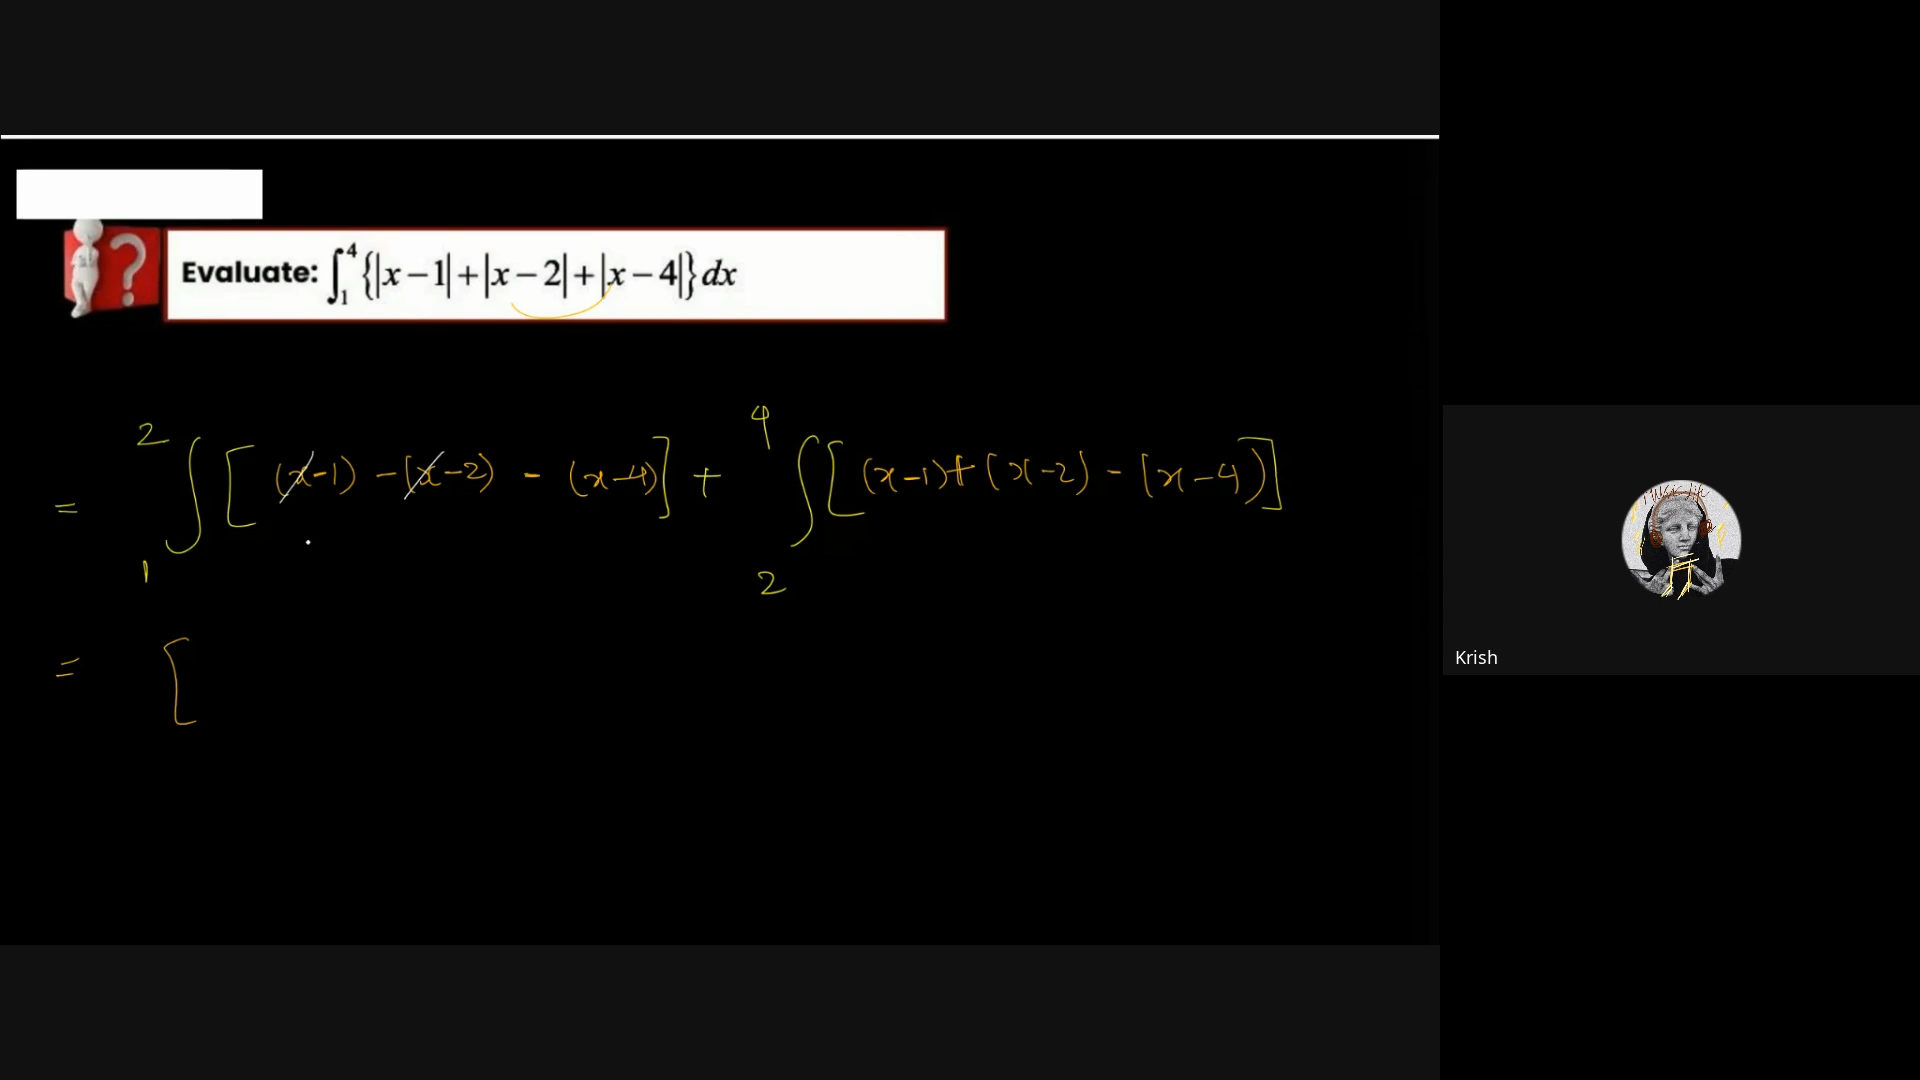 Evaluate: ∫₁⁴ {|x − 1| + |x − 2| + |x − 4|} dx
= ∫₁² [(x-1) - (x-2) - (x-4)] + ∫₂⁴ [(x-1) + (x-2) - (x-4)]
= [
Krish